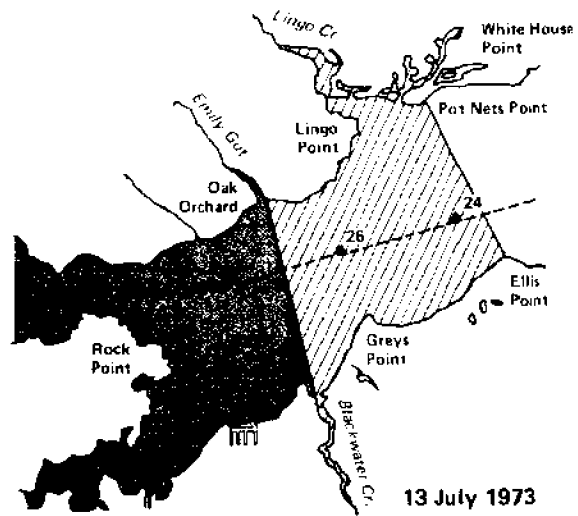 Lingo Cr.
White House
Point
Pot Nets Point
Emily Gut
Lingo
Point
Oak
Orchard
24
26
Ellis
Point
Greys
Point
Rock
Point
Blackwater Cr.
13 July 1973